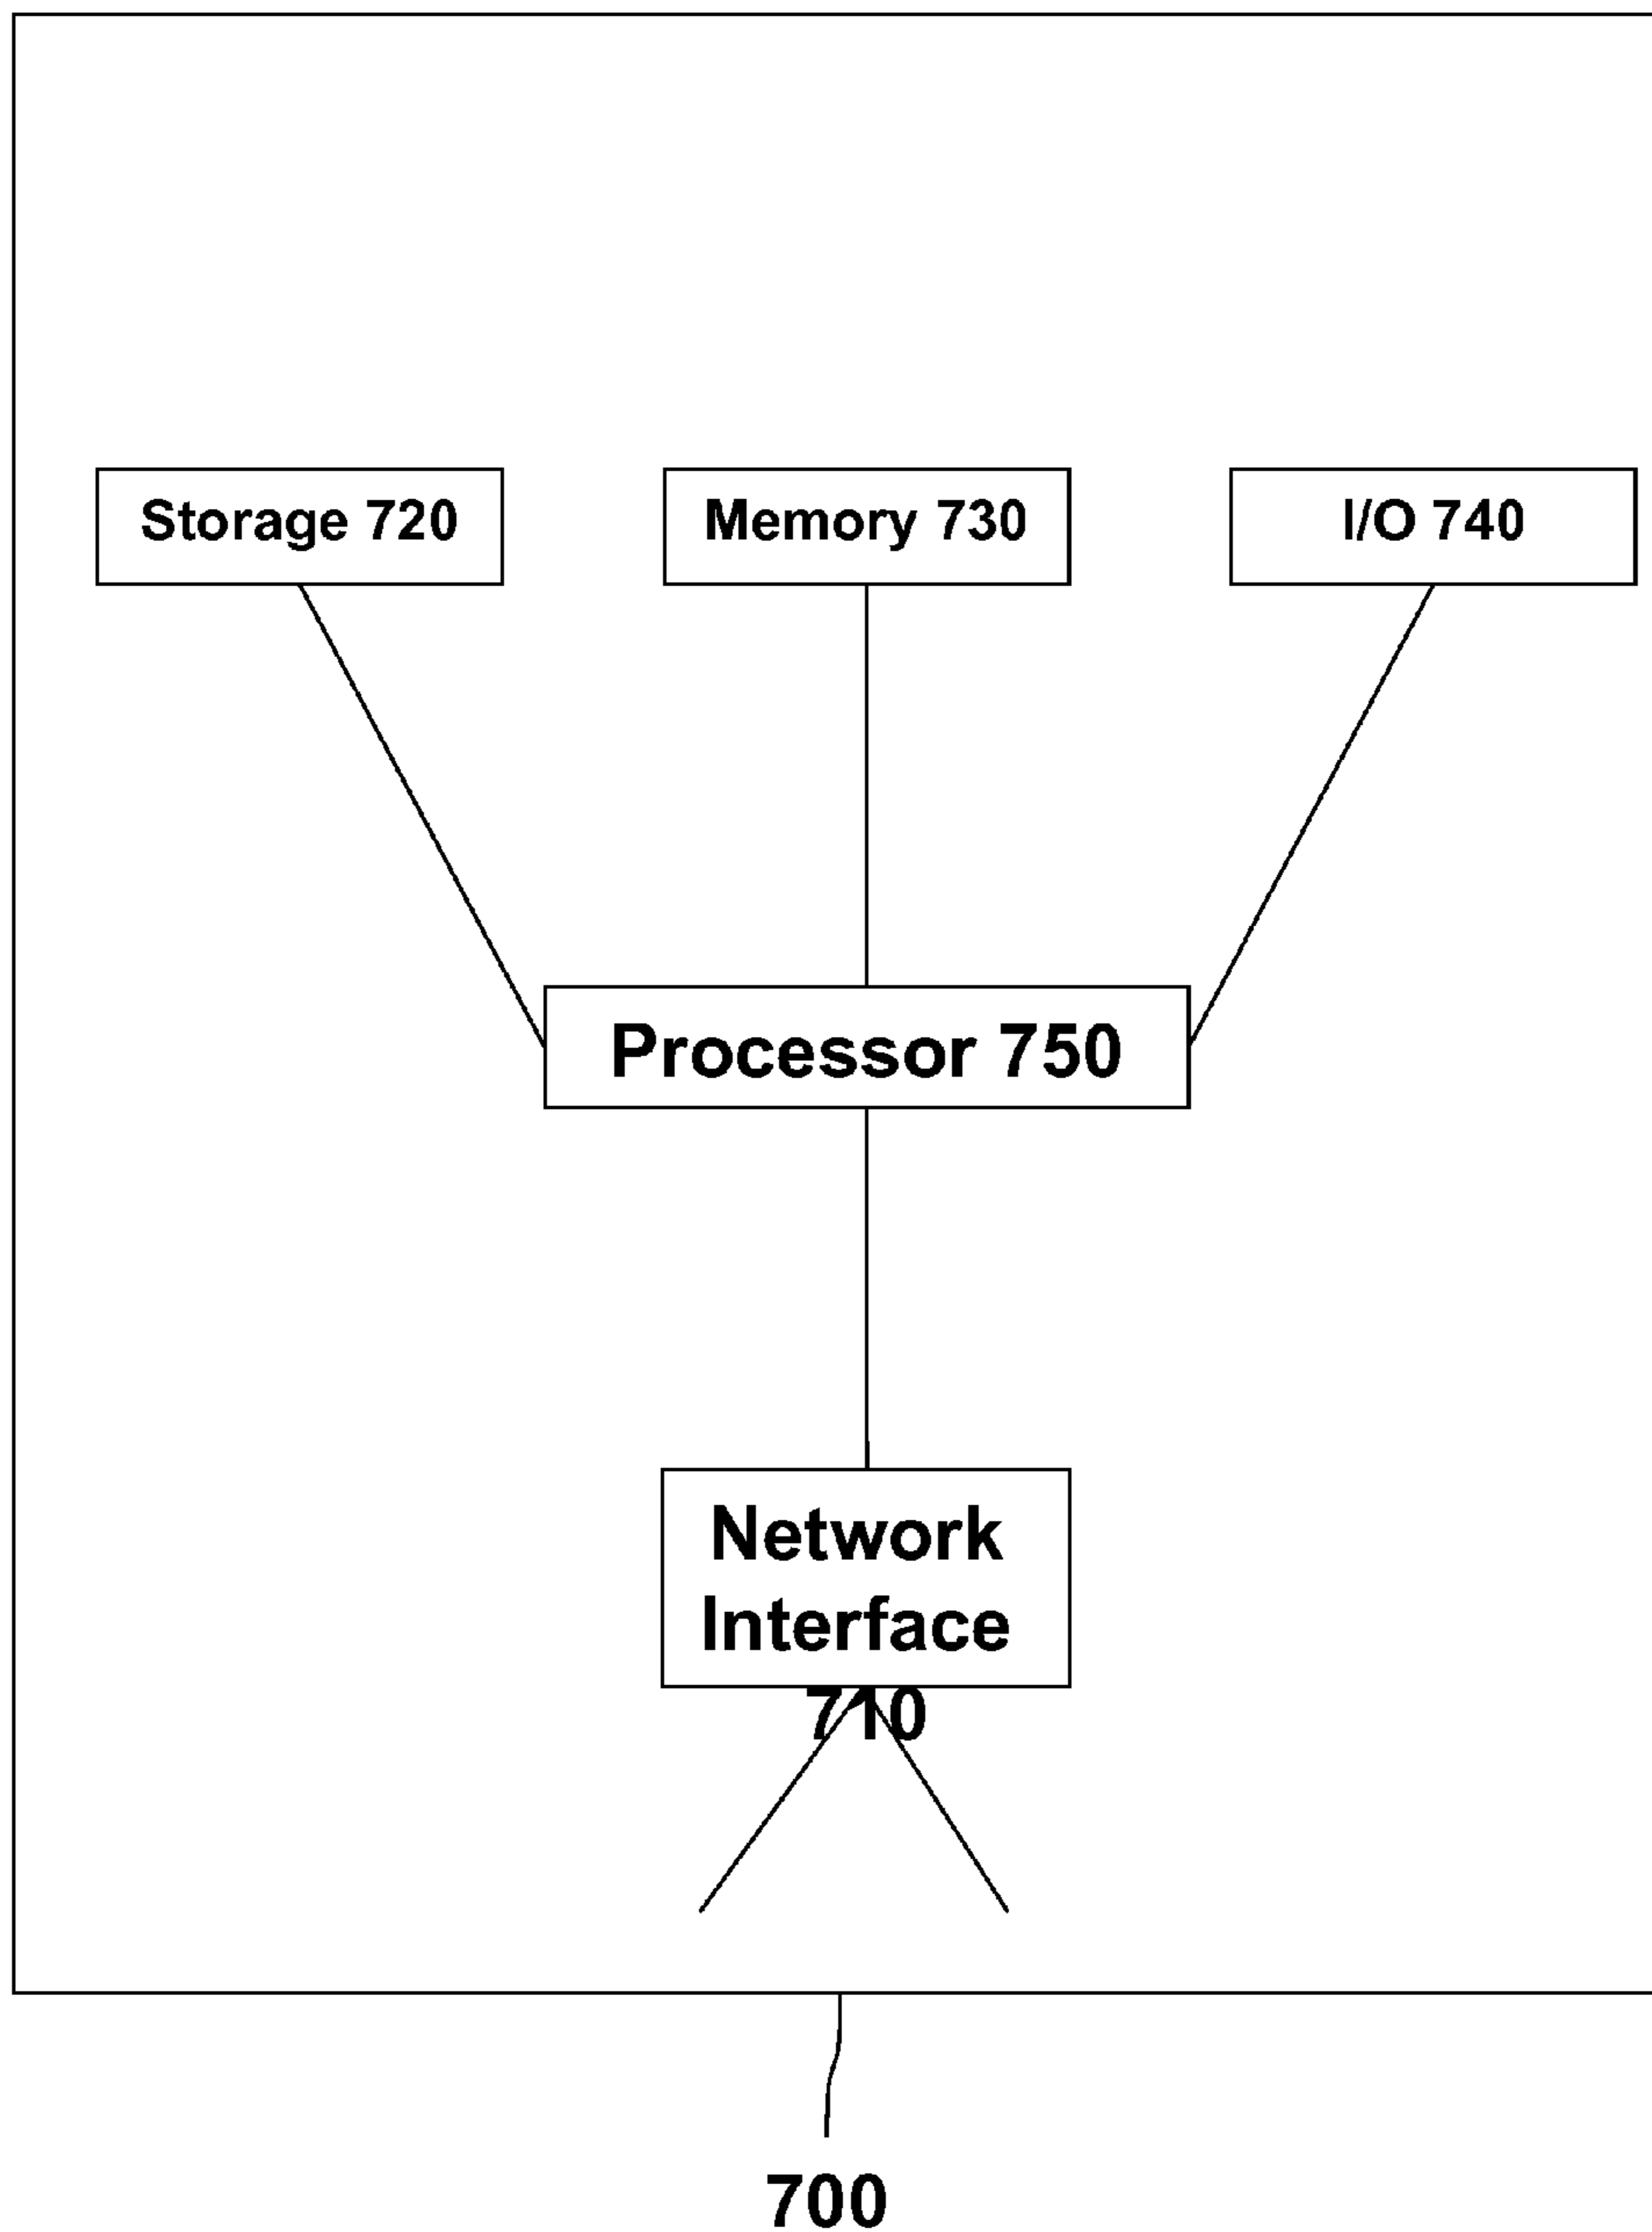 Storage 720
Memory 730
I/O 740
Processor 750
Network
Interface
710
700